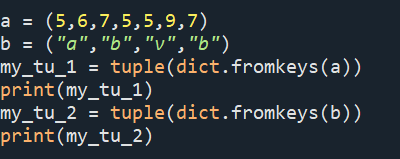 a = (5,6,7,5,5,9,7)
b = ("a","b","v","b")
my_tu_1 = tuple(dict.fromkeys(a))
print(my_tu_1)
my_tu_2 = tuple(dict.fromkeys(b))
print(my_tu_2)